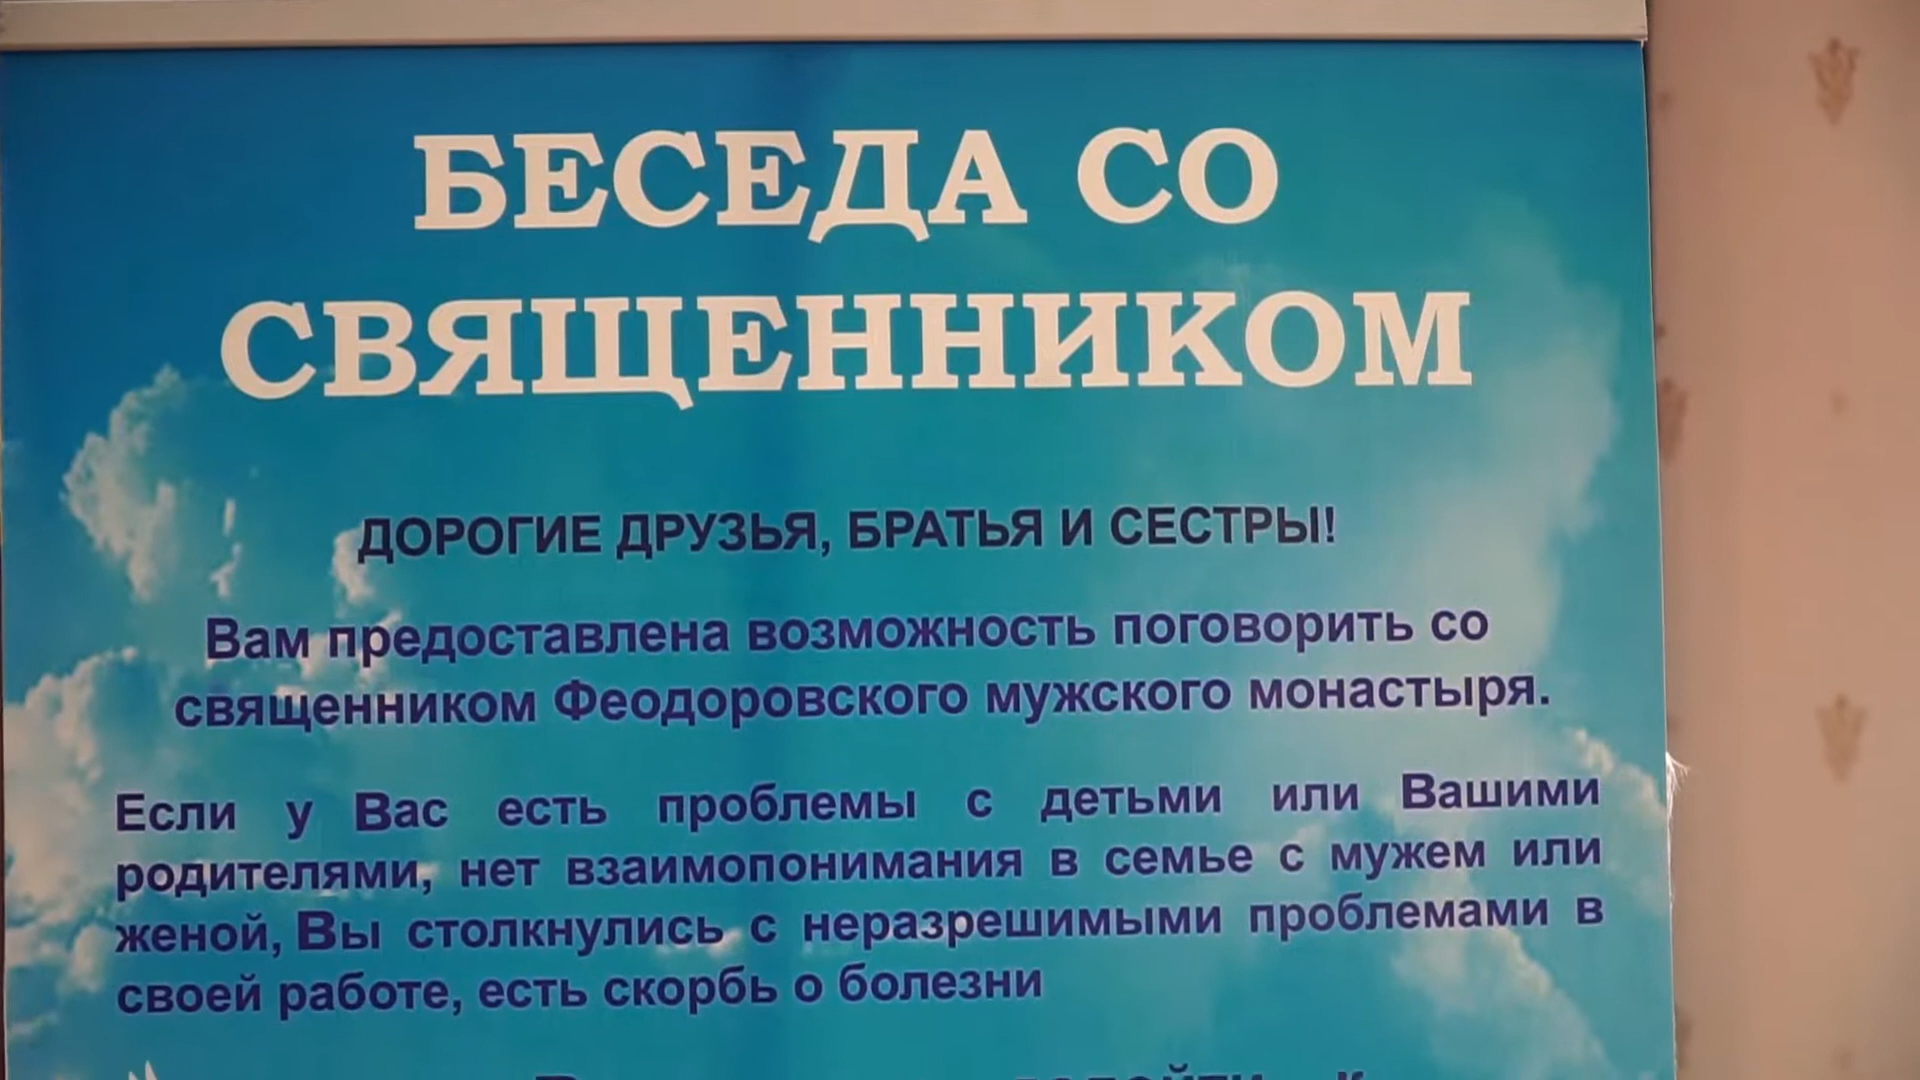 БЕСЕДА СО
СВЯЩЕННИКОМ
ДОРОГИЕ ДРУЗЬЯ, БРАТЬЯ И СЕСТРЫ!
Вам предоставлена возможность поговорить со
священником Феодоровского мужского монастыря.
Если у Вас есть проблемы с детьми или Вашими
родителями, нет взаимопонимания в семье с мужем или
женой, Вы столкнулись с неразрешимыми проблемами в
своей работе, есть скорбь о болезни